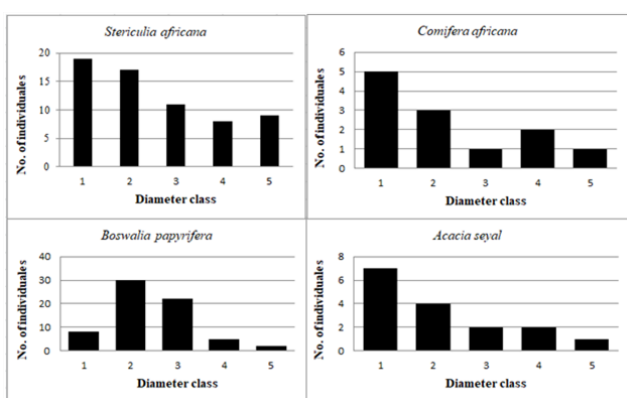 Stericulia africana
No. of individuales
20
15
10
5
0
1 2 3 4 5
Diameter class
Comifera africana
No. of individuales
6
5
4
3
2
1
0
1 2 3 4 5
Diameter class
Boswalia papyrifera
No. of individuales
40
30
20
10
0
1 2 3 4 5
Diameter class
Acacia seyal
No. of individuales
8
6
4
2
0
1 2 3 4 5
Diameter class